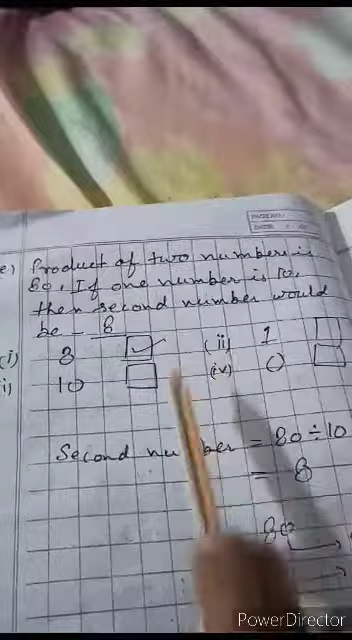 e) Product of two numbers is
80. If one number is 10,
then second number would
be - 8
(i) 8 (ii) 1
i) 10 (iv) 0
Second number = 80 ÷ 10
= 8
80
PowerDirector